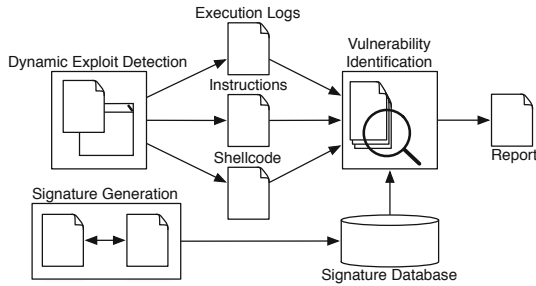 Execution Logs
Dynamic Exploit Detection
Vulnerability
Identification
Instructions
Shellcode
Report
Signature Generation
Signature Database